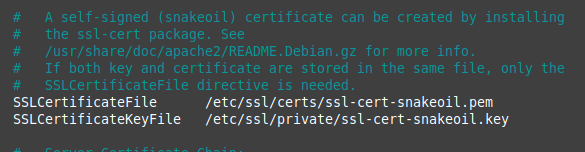 #   A self-signed (snakeoil) certificate can be created by installing
#   the ssl-cert package. See
#   /usr/share/doc/apache2/README.Debian.gz for more info.
#   If both key and certificate are stored in the same file, only the
#   SSLCertificateFile directive is needed.
SSLCertificateFile      /etc/ssl/certs/ssl-cert-snakeoil.pem
SSLCertificateKeyFile   /etc/ssl/private/ssl-cert-snakeoil.key
#   Server Certificate Chain: